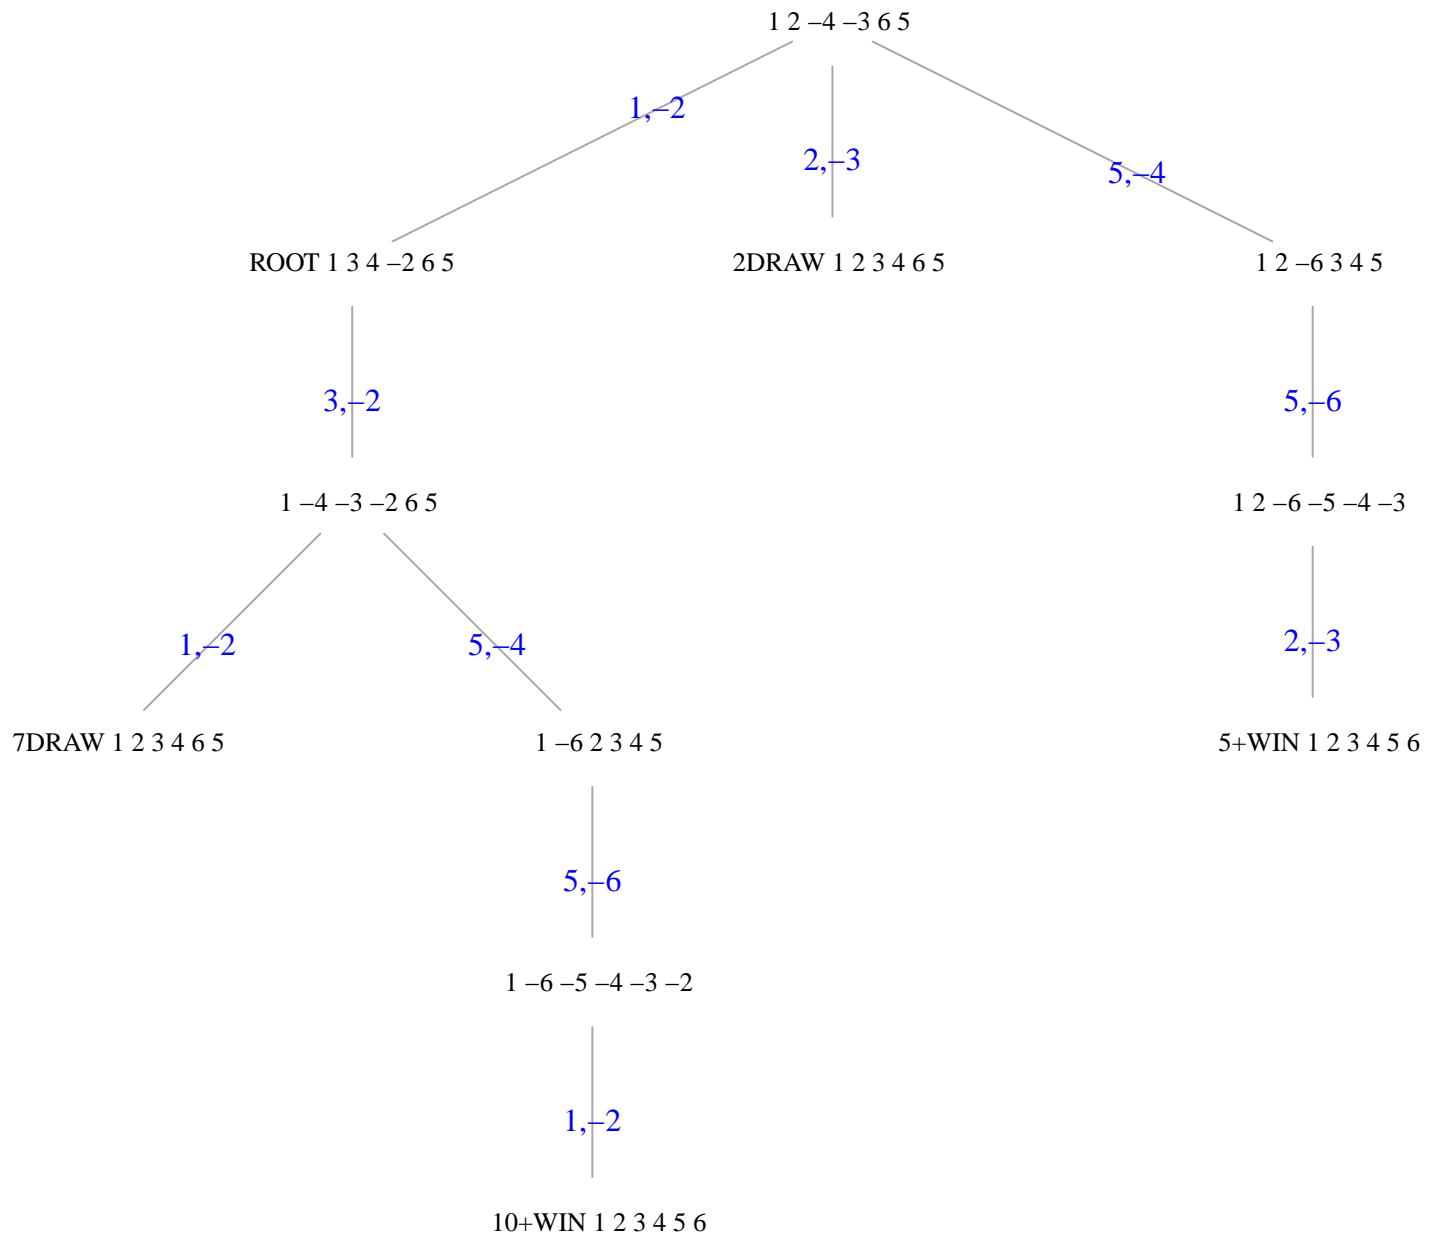 1 2 –4 –3 6 5
1,–2
2,–3
5,–4
ROOT 1 3 4 –2 6 5
2DRAW 1 2 3 4 6 5
1 2 –6 3 4 5
3,–2
5,–6
1 –4 –3 –2 6 5
1 2 –6 –5 –4 –3
1,–2
5,–4
2,–3
7DRAW 1 2 3 4 6 5
1 –6 2 3 4 5
5+WIN 1 2 3 4 5 6
5,–6
1 –6 –5 –4 –3 –2
1,–2
10+WIN 1 2 3 4 5 6